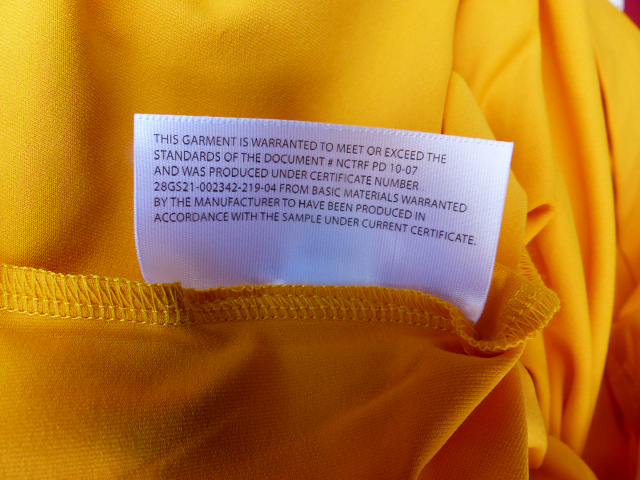 THIS GARMENT IS WARRANTED TO MEET OR EXCEED THE
STANDARDS OF THE DOCUMENT # NCTRF PD 10-07
AND WAS PRODUCED UNDER CERTIFICATE NUMBER
28GS21-002342-219-04 FROM BASIC MATERIALS WARRANTED
BY THE MANUFACTURER TO HAVE BEEN PRODUCED IN
ACCORDANCE WITH THE SAMPLE UNDER CURRENT CERTIFICATE.